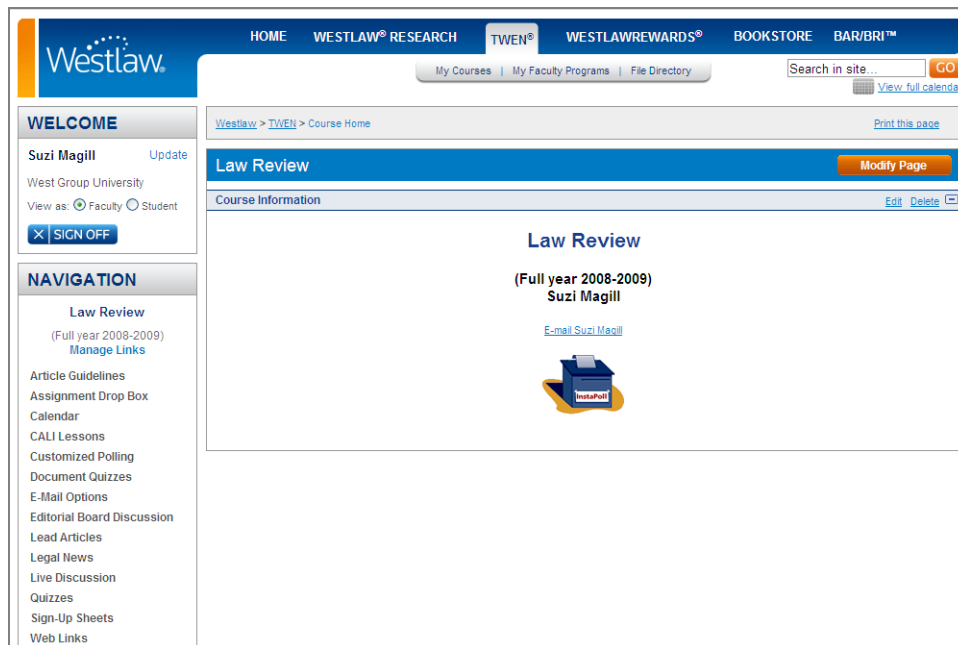 Westlaw®
HOME WESTLAW® RESEARCH TWEN® WESTLAWREWARDS® BOOKSTORE BAR/BRI™
My Courses | My Faculty Programs | File Directory
Search in site... GO
View full calenda
WELCOME
Suzi Magill Update
West Group University
View as: Faculty Student
X SIGN OFF
Westlaw > TWEN > Course Home
Print this page
Law Review
Modify Page
Course Information
Edit Delete
Law Review
(Full year 2008-2009)
Suzi Magill
E-mail Suzi Magill
InstaPoll
NAVIGATION
Law Review
(Full year 2008-2009)
Manage Links
Article Guidelines
Assignment Drop Box
Calendar
CALI Lessons
Customized Polling
Document Quizzes
E-Mail Options
Editorial Board Discussion
Lead Articles
Legal News
Live Discussion
Quizzes
Sign-Up Sheets
Web Links